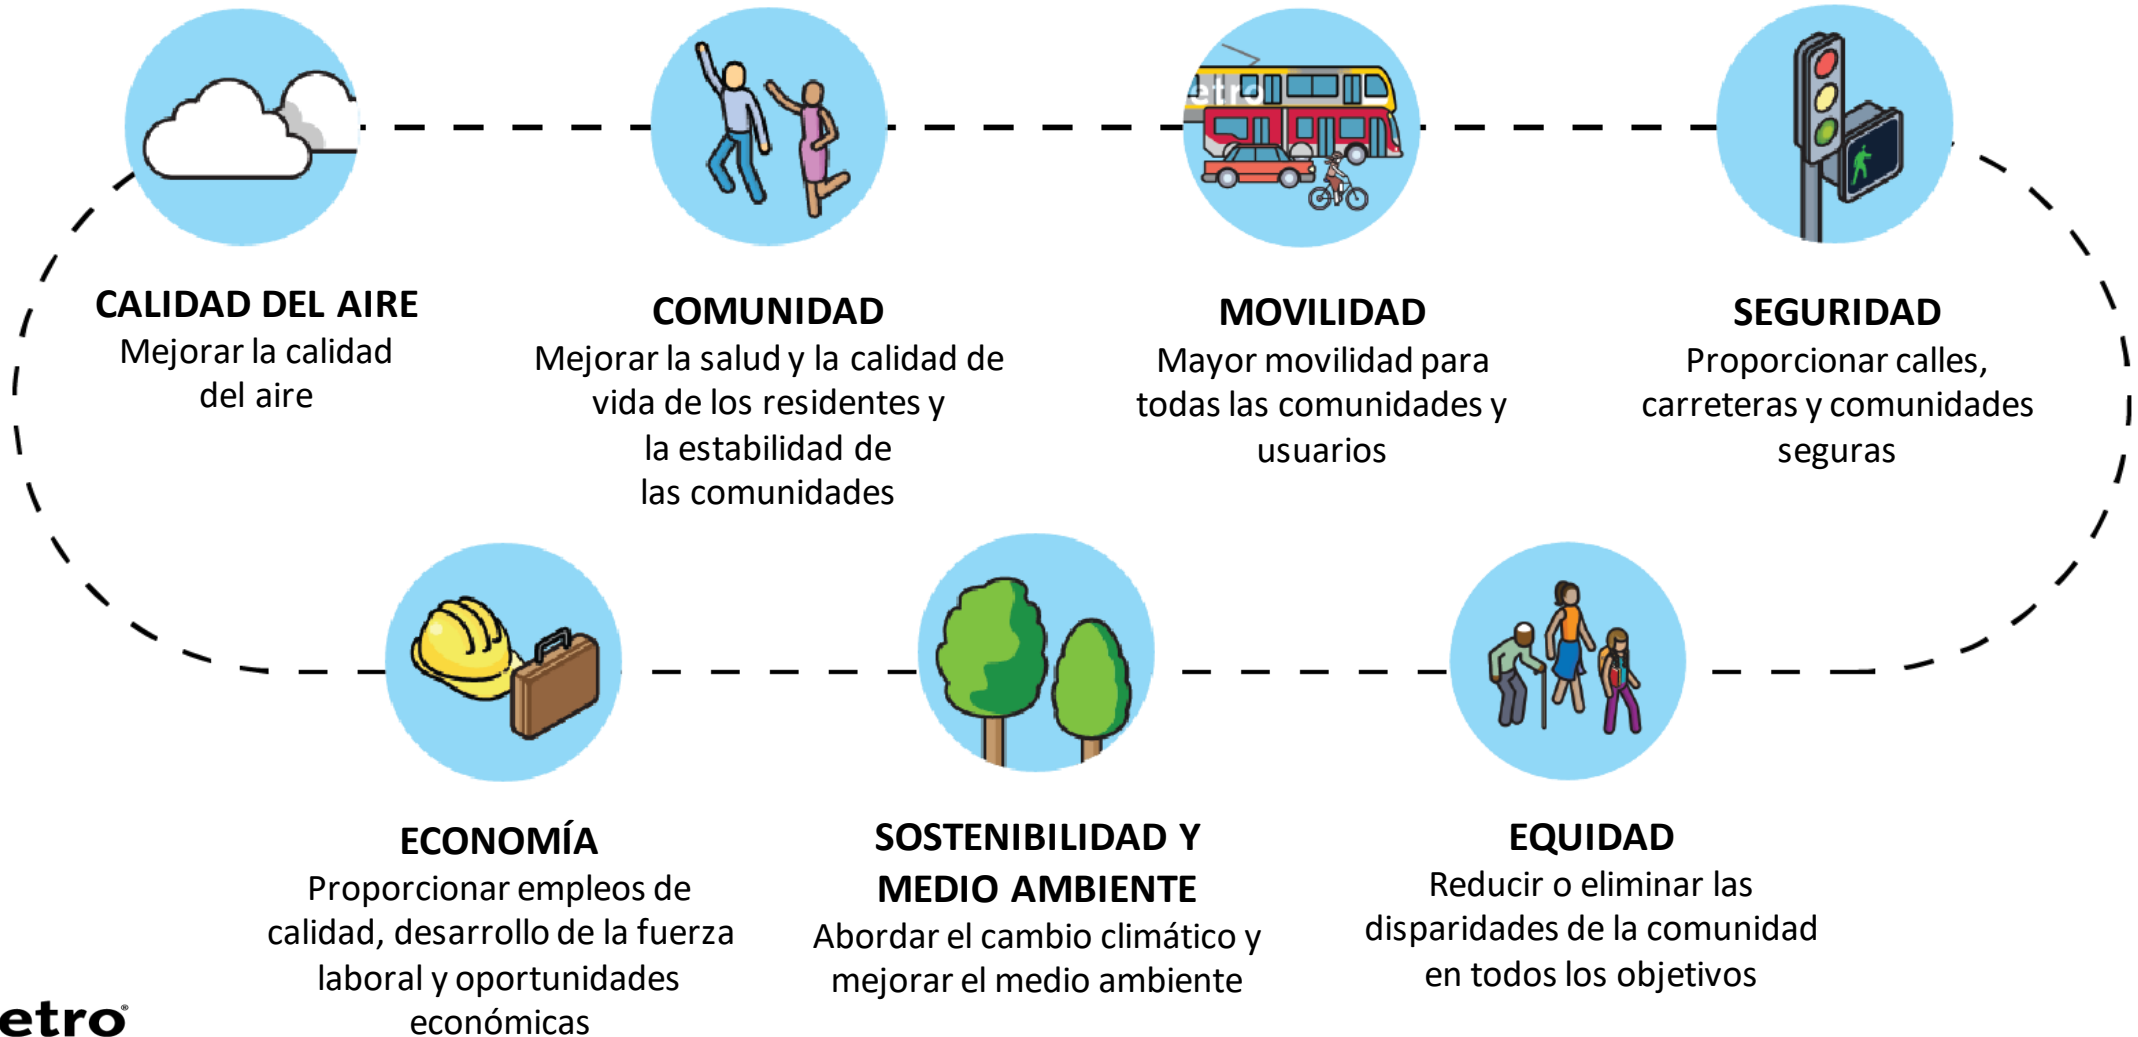 etro
CALIDAD DEL AIRE
Mejorar la calidad
del aire
COMUNIDAD
Mejorar la salud y la calidad de
vida de los residentes y
la estabilidad de
las comunidades
MOVILIDAD
Mayor movilidad para
todas las comunidades y
usuarios
SEGURIDAD
Proporcionar calles,
carreteras y comunidades
seguras
ECONOMÍA
Proporcionar empleos de
calidad, desarrollo de la fuerza
laboral y oportunidades
económicas
SOSTENIBILIDAD Y
MEDIO AMBIENTE
Abordar el cambio climático y
mejorar el medio ambiente
EQUIDAD
Reducir o eliminar las
disparidades de la comunidad
en todos los objetivos
etro®